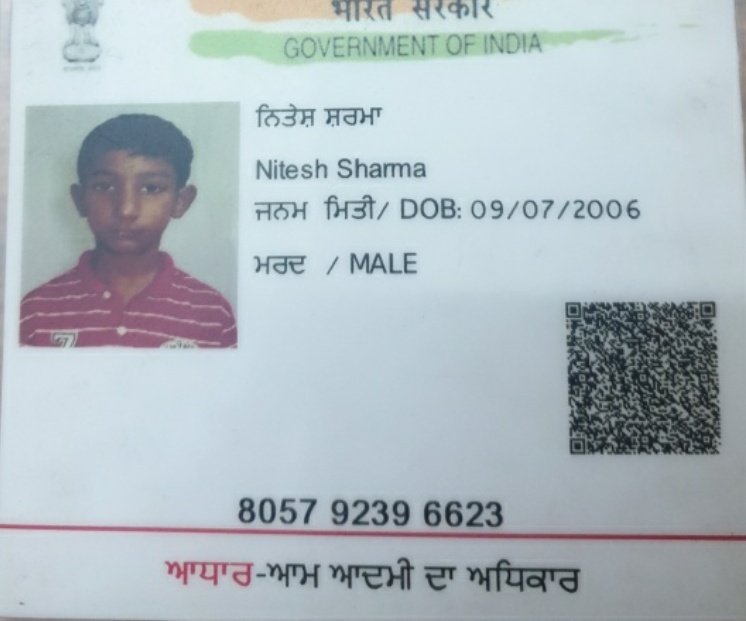 भारत सरकार
GOVERNMENT OF INDIA
ਨਿਤੇਸ਼ ਸ਼ਰਮਾ
Nitesh Sharma
ਜਨਮ ਮਿਤੀ/ DOB: 09/07/2006
ਮਰਦ / MALE
8057 9239 6623
ਆਧਾਰ-ਆਮ ਆਦਮੀ ਦਾ ਅਧਿਕਾਰ